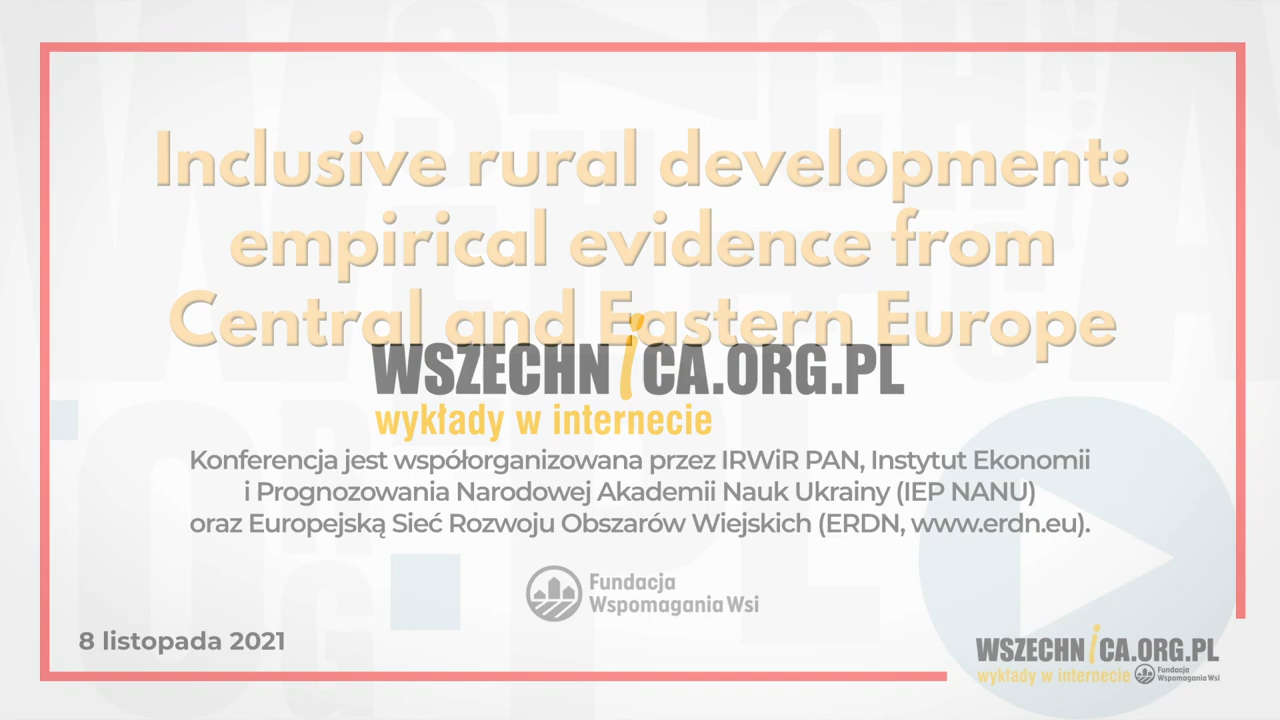 Inclusive rural development:
empirical evidence from
Central and Eastern Europe
WSZECHNICA.ORG.PL
wykłady w internecie
Konferencja jest współorganizowana przez IRWiR PAN, Instytut Ekonomii
i Prognozowania Narodowej Akademii Nauk Ukrainy (IEP NANU)
oraz Europejską Sieć Rozwoju Obszarów Wiejskich (ERDN, www.erdn.eu).
Fundacja
Wspomagania Wsi
8 listopada 2021
WSZECHNICA.ORG.PL
wykłady w internecie
Fundacja
Wspomagania Wsi